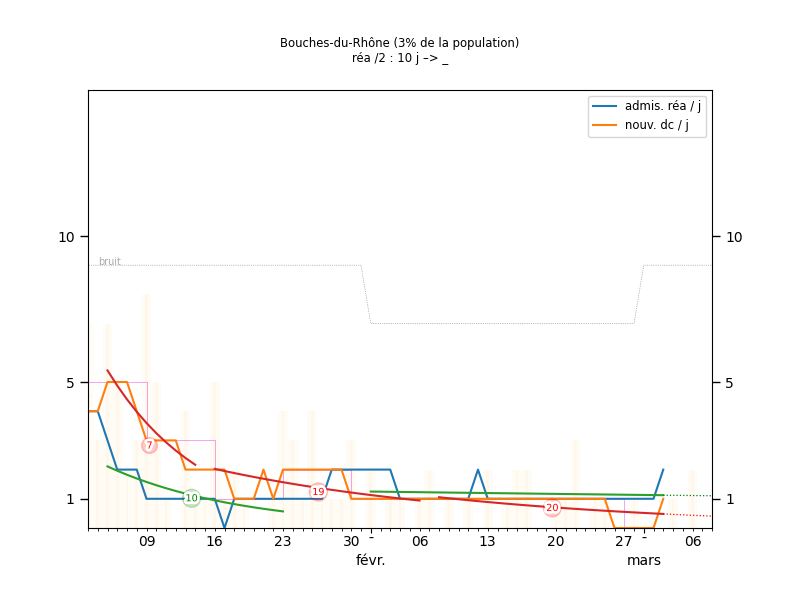 Bouches-du-Rhône (3% de la population)
réa /2 : 10 j –> _
admis. réa / j
nouv. dc / j
10 10
bruit
5 5
7
19
10
20
1 1
09 16 23 30 - 06 13 20 27 - 06
févr. mars